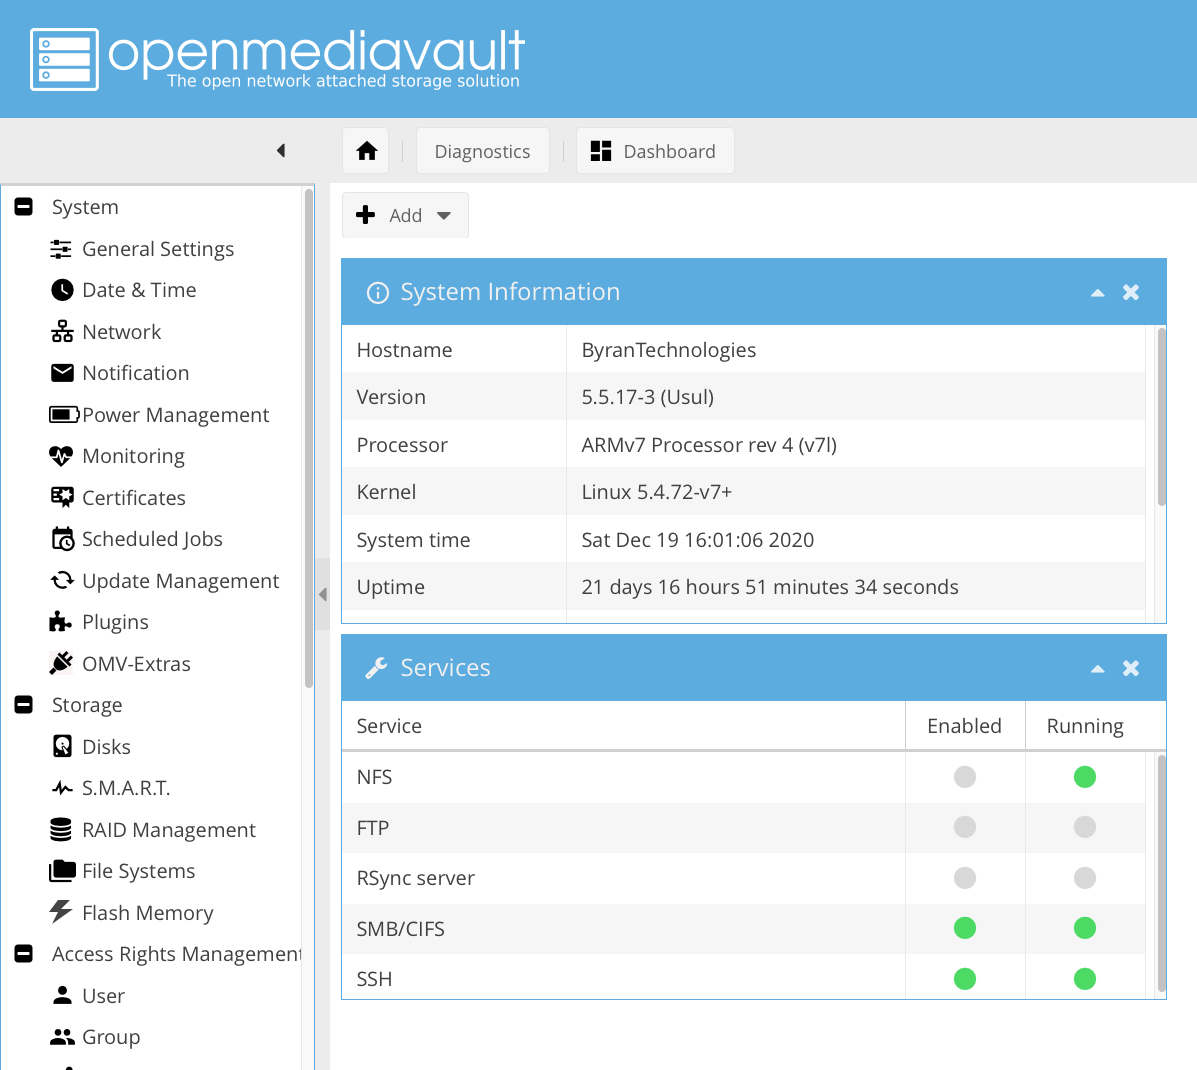 openmediavault
The open network attached storage solution
Diagnostics
Dashboard
Add
System
General Settings
Date & Time
Network
Notification
Power Management
Monitoring
Certificates
Scheduled Jobs
Update Management
Plugins
OMV-Extras
Storage
Disks
S.M.A.R.T.
RAID Management
File Systems
Flash Memory
Access Rights Management
User
Group
System Information
Hostname ByranTechnologies
Version 5.5.17-3 (Usul)
Processor ARMv7 Processor rev 4 (v7l)
Kernel Linux 5.4.72-v7+
System time Sat Dec 19 16:01:06 2020
Uptime 21 days 16 hours 51 minutes 34 seconds
Services
Service Enabled Running
NFS
FTP
RSync server
SMB/CIFS
SSH